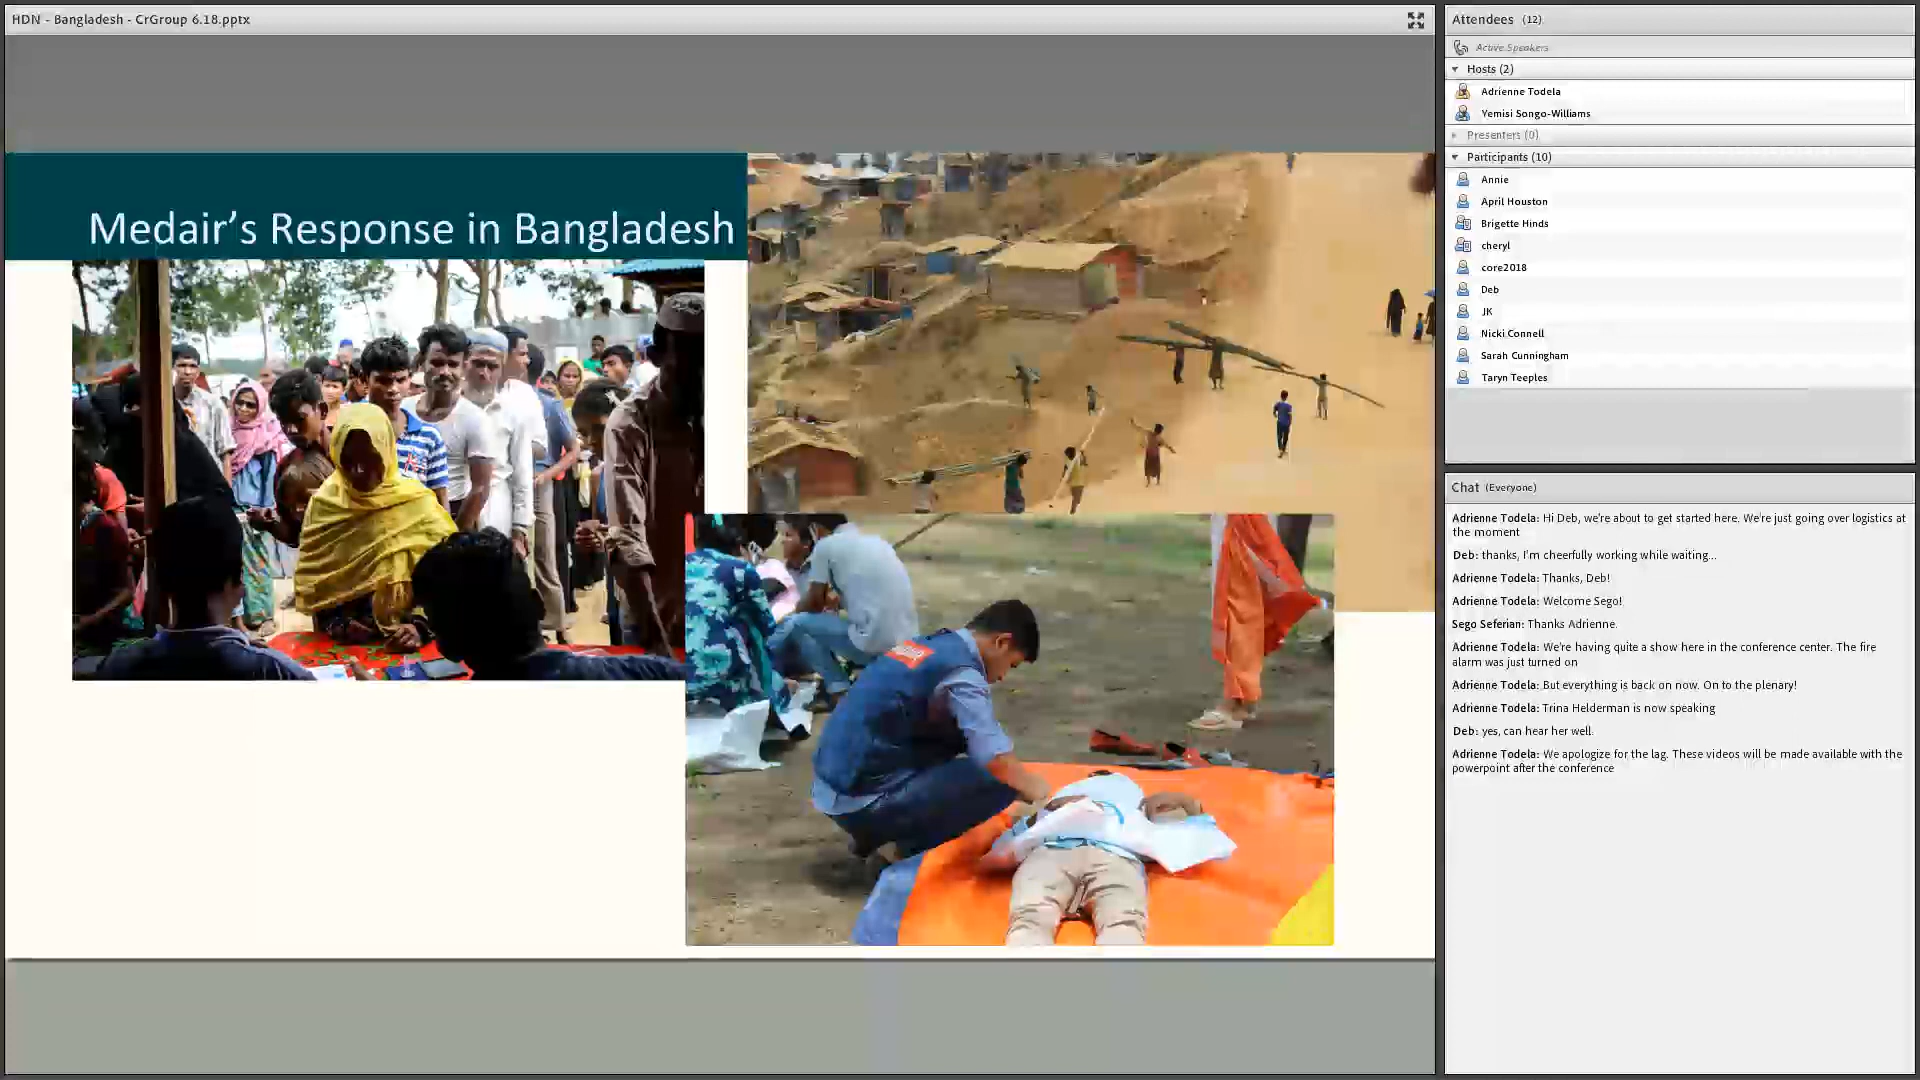 HDN - Bangladesh - CrGroup 6.18.pptx
Medair's Response in Bangladesh
Attendees (12)
Active Speakers
Hosts (2)
Adrienne Todela
Yemisi Songo-Williams
Presenters (0)
Participants (10)
Annie
April Houston
Brigette Hinds
cheryl
core2018
Deb
JK
Nicki Connell
Sarah Cunningham
Taryn Teeples
Chat (Everyone)
Adrienne Todela: Hi Deb, we're about to get started here. We're just going over logistics at
the moment
Deb: thanks, I'm cheerfully working while waiting...
Adrienne Todela: Thanks, Deb!
Adrienne Todela: Welcome Sego!
Sego Seferian: Thanks Adrienne.
Adrienne Todela: We're having quite a show here in the conference center. The fire
alarm was just turned on
Adrienne Todela: But everything is back on now. On to the plenary!
Adrienne Todela: Trina Helderman is now speaking
Deb: yes, can hear her well.
Adrienne Todela: We apologize for the lag. These videos will be made available with the
powerpoint after the conference